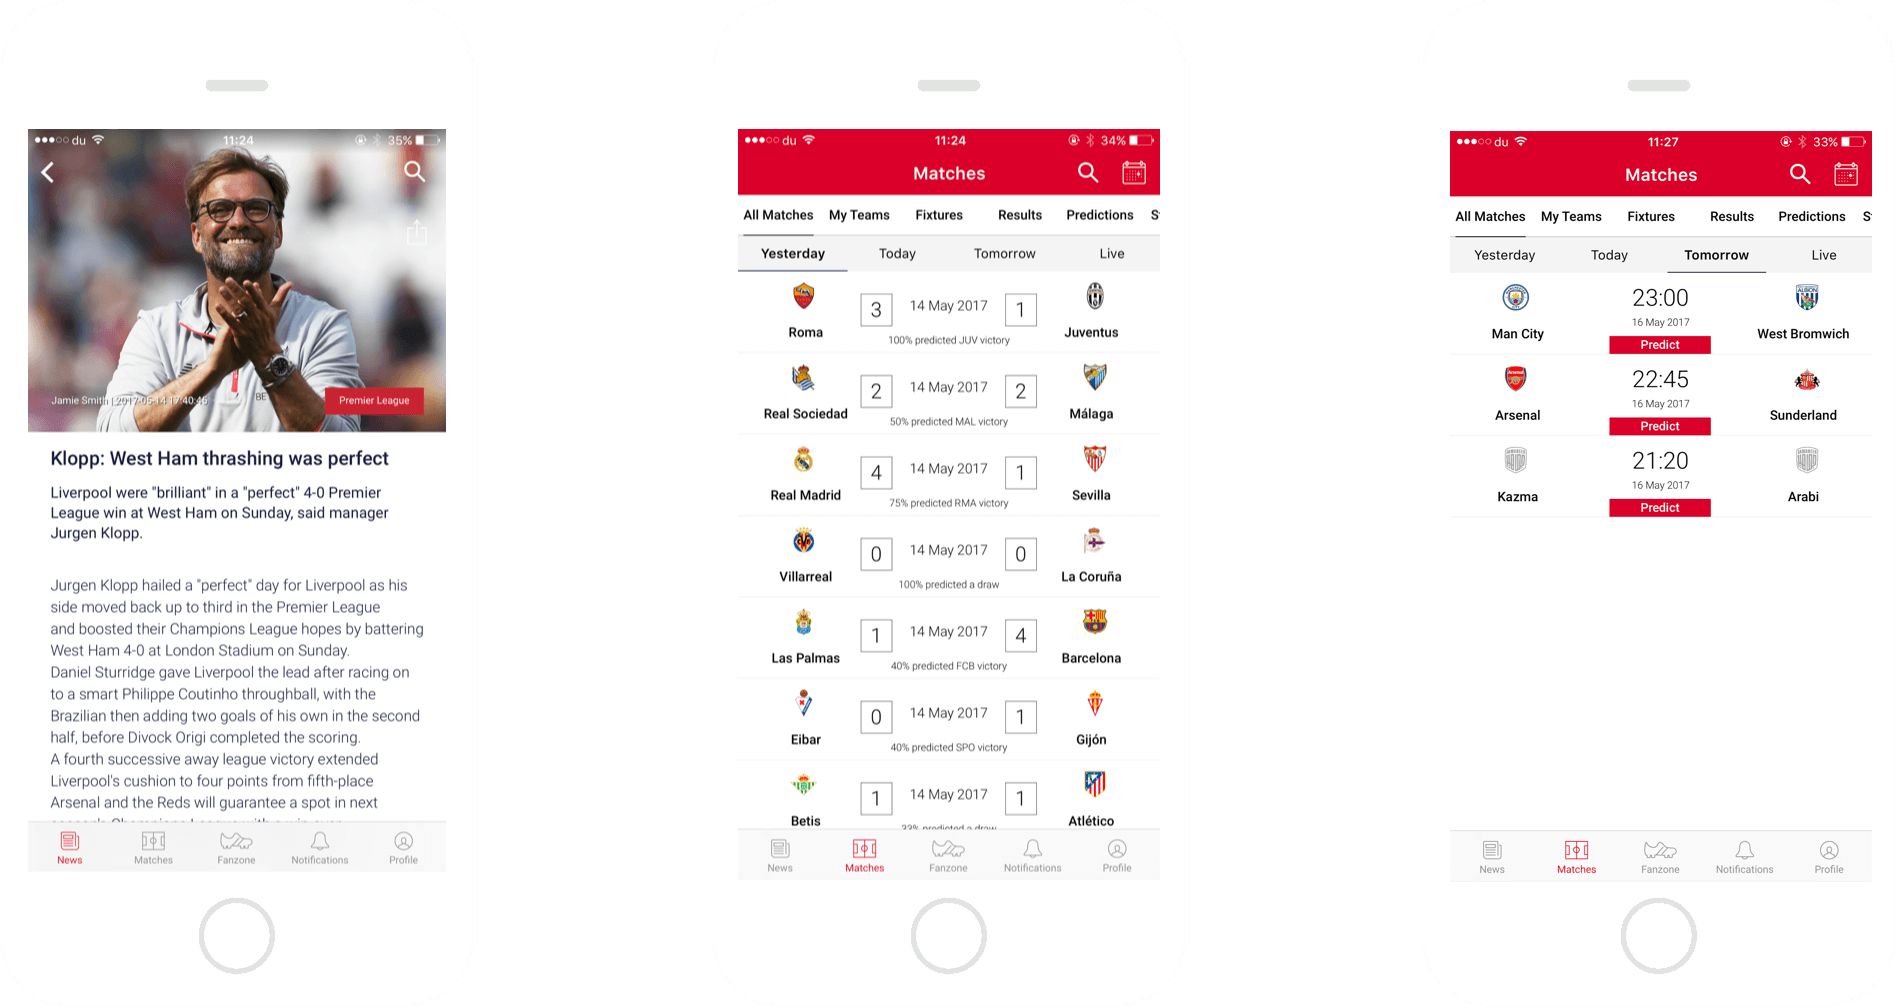 du
11:24
35%
BE
Jamie Smith | 2017-05-14 17:40:45
Premier League
Klopp: West Ham thrashing was perfect
Liverpool were "brilliant" in a "perfect" 4-0 Premier
League win at West Ham on Sunday, said manager
Jurgen Klopp.
Jurgen Klopp hailed a "perfect" day for Liverpool as his
side moved back up to third in the Premier League
and boosted their Champions League hopes by battering
West Ham 4-0 at London Stadium on Sunday.
Daniel Sturridge gave Liverpool the lead after racing on
to a smart Philippe Coutinho throughball, with the
Brazilian then adding two goals of his own in the second
half, before Divock Origi completed the scoring.
A fourth successive away league victory extended
Liverpool's cushion to four points from fifth-place
Arsenal and the Reds will guarantee a spot in next
News Matches Fanzone Notifications Profile
du 11:24 34%
Matches
All Matches My Teams Fixtures Results Predictions S
Yesterday Today Tomorrow Live
3 14 May 2017 1
Roma Juventus
100% predicted JUV victory
2 14 May 2017 2
Real Sociedad Málaga
50% predicted MAL victory
4 14 May 2017 1
Real Madrid Sevilla
75% predicted RMA victory
0 14 May 2017 0
Villarreal La Coruña
100% predicted a draw
1 14 May 2017 4
Las Palmas Barcelona
40% predicted FCB victory
0 14 May 2017 1
Eibar Gijón
40% predicted SPO victory
1 14 May 2017 1
Betis Atlético
33% predicted a draw
News Matches Fanzone Notifications Profile
du 11:27 33%
Matches
All Matches My Teams Fixtures Results Predictions S
Yesterday Today Tomorrow Live
23:00
16 May 2017
Man City West Bromwich
Predict
22:45
16 May 2017
Arsenal Sunderland
Predict
21:20
16 May 2017
Kazma Arabi
Predict
News Matches Fanzone Notifications Profile